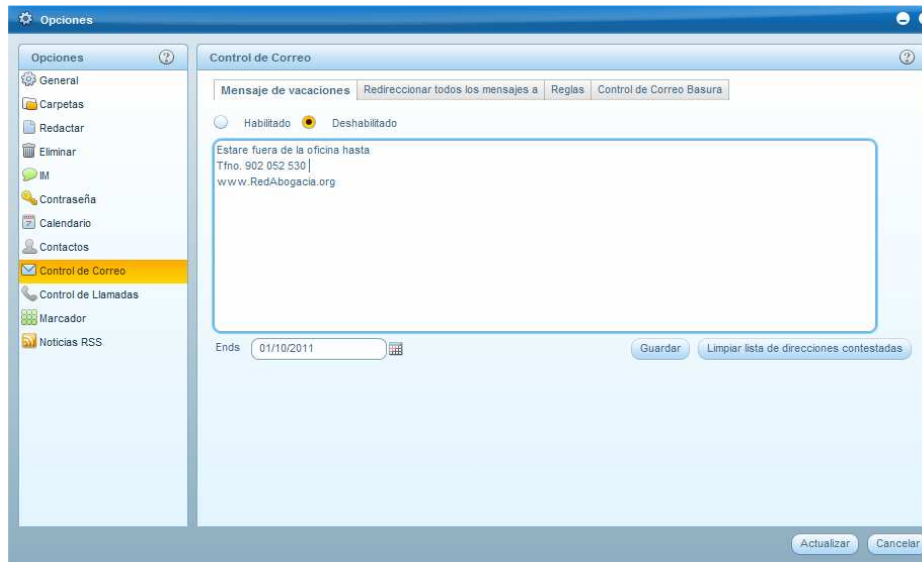 Opciones
Opciones
General
Carpetas
Redactar
Eliminar
IM
Contraseña
Calendario
Contactos
Control de Correo
Control de Llamadas
Marcador
Noticias RSS
Control de Correo
Mensaje de vacaciones Redireccionar todos los mensajes a Reglas Control de Correo Basura
Habilitado Deshabilitado
Estare fuera de la oficina hasta
Tfno. 902 052 530
www.RedAbogacia.org
Ends 01/10/2011 Guardar Limpiar lista de direcciones contestadas
Actualizar Cancelar